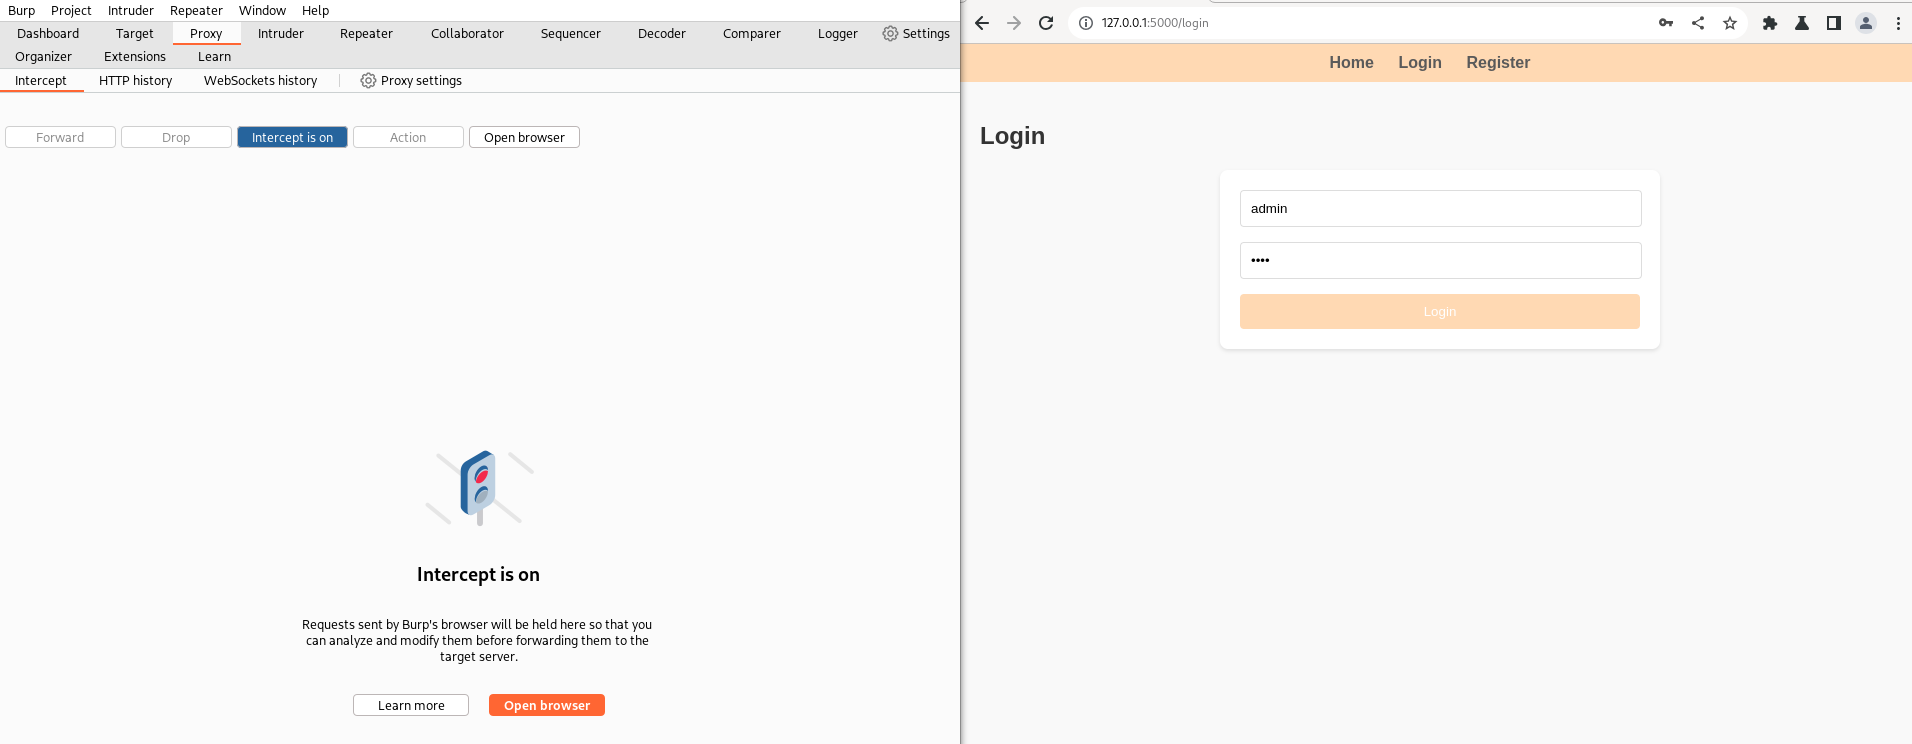 Burp Project Intruder Repeater Window Help
Dashboard Target Proxy Intruder Repeater Collaborator Sequencer Decoder Comparer Logger Settings
Organizer Extensions Learn
Intercept HTTP history WebSockets history Proxy settings
Forward Drop Intercept is on Action Open browser
Intercept is on
Requests sent by Burp's browser will be held here so that you
can analyze and modify them before forwarding them to the
target server.
Learn more Open browser
127.0.0.1:5000/login
Home Login Register
Login
admin
••••
Login